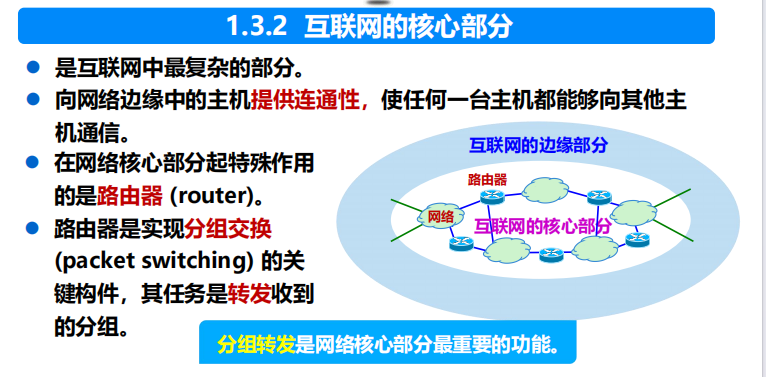 1.3.2 互联网的核心部分
是互联网中最复杂的部分。
向网络边缘中的主机提供连通性，使任何一台主机都能够向其他主
机通信。
在网络核心部分起特殊作用
的是路由器 (router)。
路由器是实现分组交换
(packet switching) 的关
键构件，其任务是转发收到
的分组。
互联网的边缘部分
路由器
网络
互联网的核心部分
分组转发是网络核心部分最重要的功能。